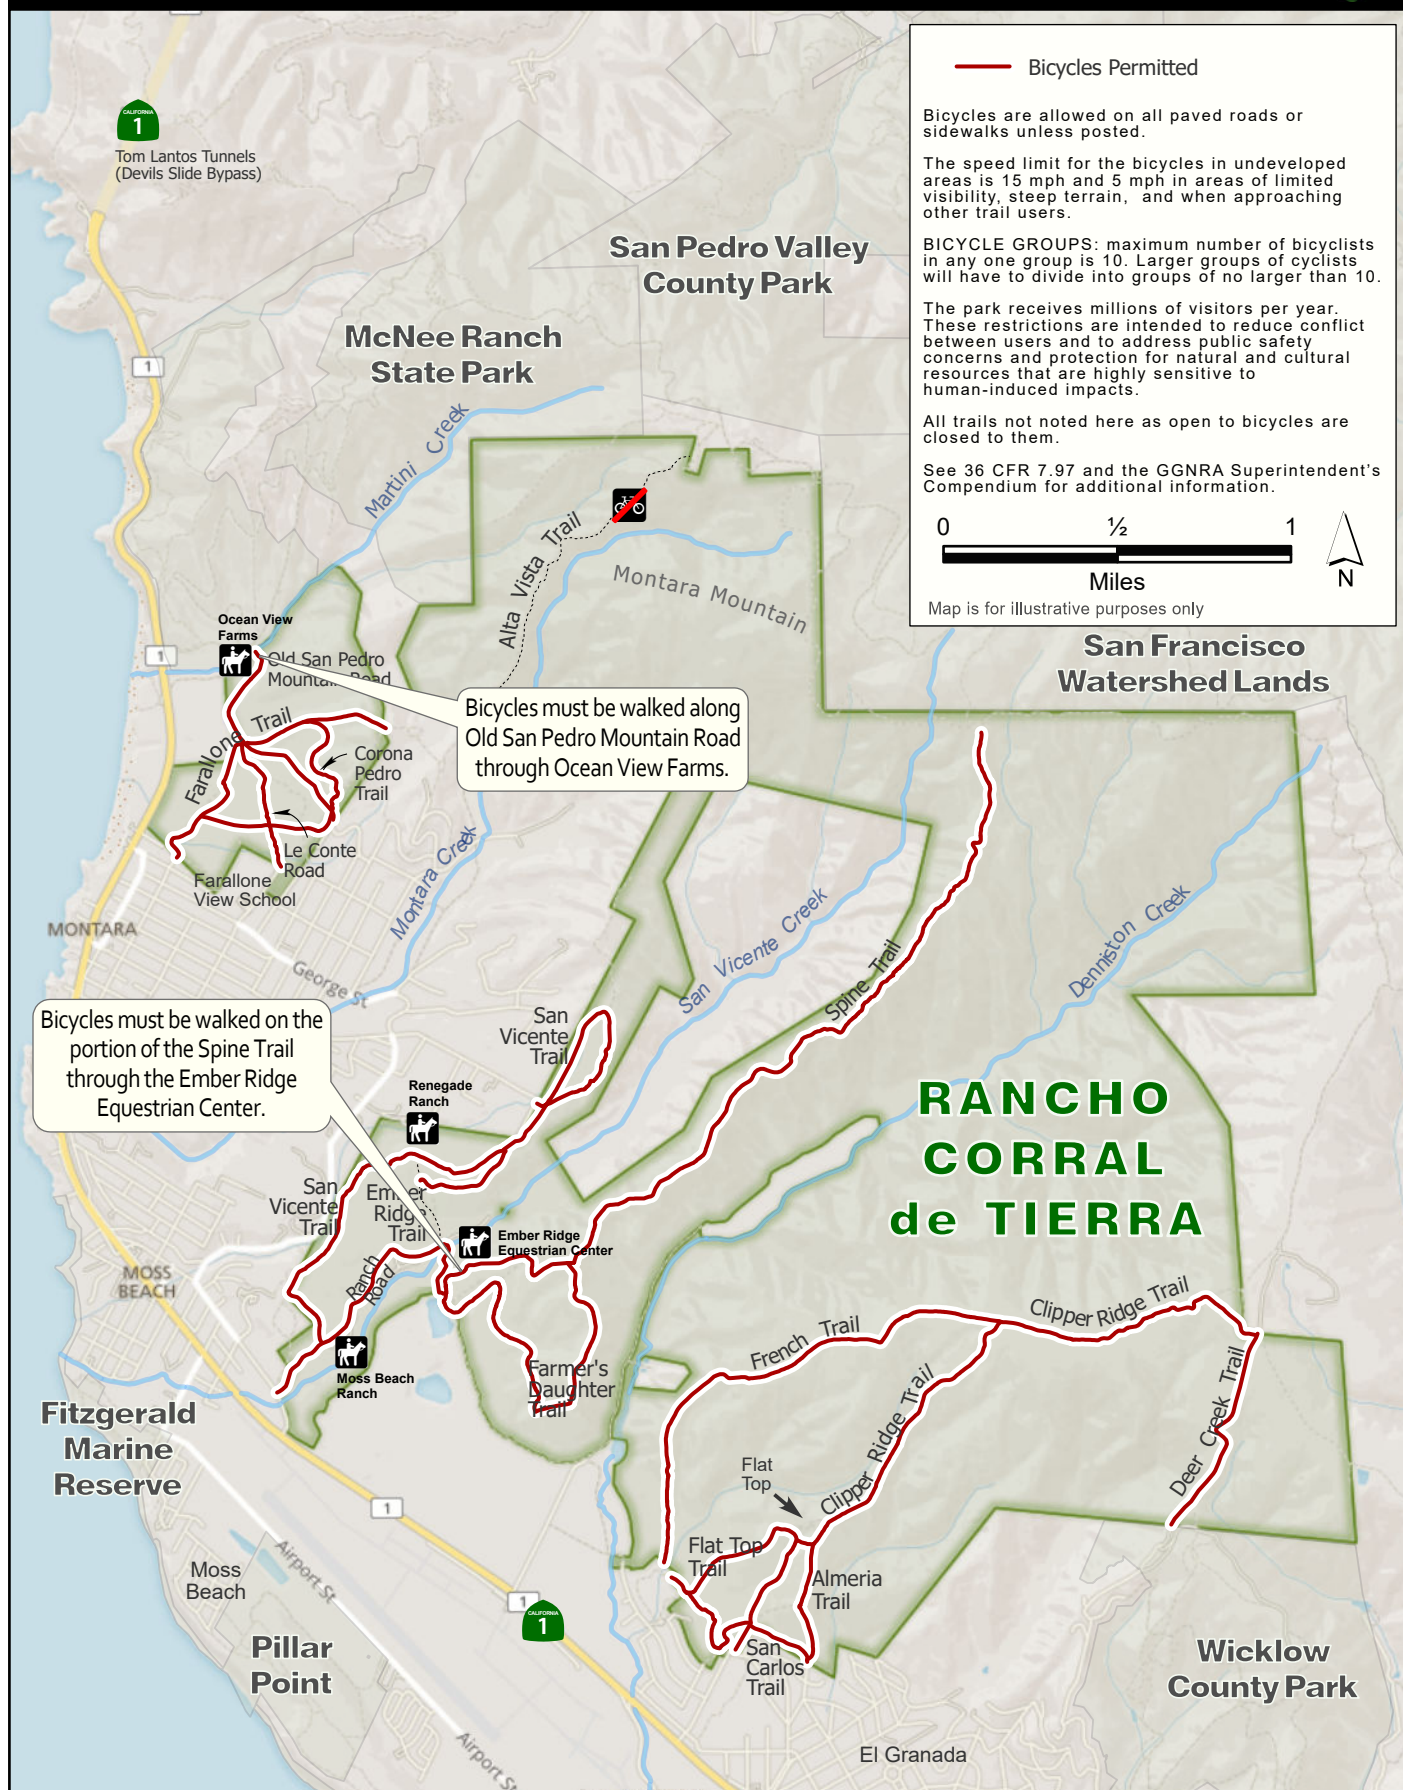 Bicycles Permitted
Bicycles are allowed on all paved roads or
sidewalks unless posted.
The speed limit for the bicycles in undeveloped
areas is 15 mph and 5 mph in areas of limited
visibility, steep terrain, and when approaching
other trail users.
BICYCLE GROUPS: maximum number of bicyclists
in any one group is 10. Larger groups of cyclists
will have to divide into groups of no larger than 10.
The park receives millions of visitors per year.
These restrictions are intended to reduce conflict
between users and to address public safety
concerns and protection for natural and cultural
resources that are highly sensitive to
human-induced impacts.
All trails not noted here as open to bicycles are
closed to them.
See 36 CFR 7.97 and the GGNRA Superintendent's
Compendium for additional information.
0 ½ 1
Miles
N
Map is for illustrative purposes only
CALIFORNIA
1
Tom Lantos Tunnels
(Devils Slide Bypass)
San Pedro Valley
County Park
McNee Ranch
State Park
1
Martini Creek
Alta Vista Trail
Montara Mountain
San Francisco
Watershed Lands
Ocean View
Farms
1
Old San Pedro
Mountain Road
Bicycles must be walked along
Old San Pedro Mountain Road
through Ocean View Farms.
Farallone Trail
Corona
Pedro
Trail
Le Conte
Road
Farallone
View School
MONTARA
Montara Creek
George St
San Vicente Creek
Spine Trail
Denniston Creek
Bicycles must be walked on the
portion of the Spine Trail
through the Ember Ridge
Equestrian Center.
San
Vicente
Trail
Renegade
Ranch
RANCHO
CORRAL
de TIERRA
San
Vicente
Trail
Ember
Ridge
Trail
Ember Ridge
Equestrian Center
Ranch
Road
MOSS
BEACH
Moss Beach
Ranch
Farmer's
Daughter
Trail
French Trail
Clipper Ridge Trail
Clipper Ridge Trail
Deer Creek Trail
Fitzgerald
Marine
Reserve
Flat
Top
1
Flat Top
Trail
Almeria
Trail
Moss
Beach
Airport St
1
CALIFORNIA
1
San
Carlos
Trail
Pillar
Point
Wicklow
County Park
Airport St
El Granada